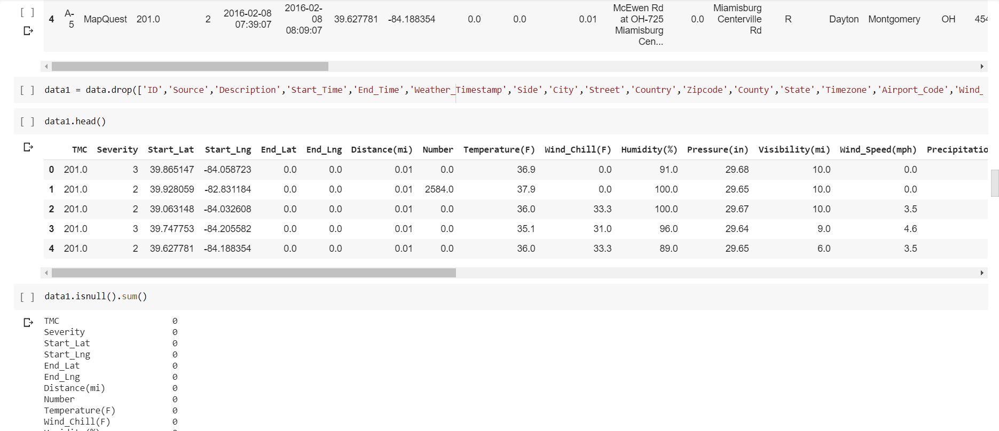 [ ]
4 A-5 MapQuest 201.0 2 2016-02-08 07:39:07 2016-02-08 08:09:07 39.627781 -84.188354 0.0 0.0 0.01 McEwen Rd at OH-725 Miamisburg Cen... 0.0 Miamisburg Centerville Rd R Dayton Montgomery OH 454
[ ] data1 = data.drop(['ID','Source','Description','Start_Time','End_Time','Weather_Timestamp','Side','City','Street','Country','Zipcode','County','State','Timezone','Airport_Code','Wind_
[ ] data1.head()
TMC Severity Start_Lat Start_Lng End_Lat End_Lng Distance(mi) Number Temperature(F) Wind_Chill(F) Humidity(%) Pressure(in) Visibility(mi) Wind_Speed(mph) Precipitatio
0 201.0 3 39.865147 -84.058723 0.0 0.0 0.01 0.0 36.9 0.0 91.0 29.68 10.0 0.0
1 201.0 2 39.928059 -82.831184 0.0 0.0 0.01 2584.0 37.9 0.0 100.0 29.65 10.0 0.0
2 201.0 2 39.063148 -84.032608 0.0 0.0 0.01 0.0 36.0 33.3 100.0 29.67 10.0 3.5
3 201.0 3 39.747753 -84.205582 0.0 0.0 0.01 0.0 35.1 31.0 96.0 29.64 9.0 4.6
4 201.0 2 39.627781 -84.188354 0.0 0.0 0.01 0.0 36.0 33.3 89.0 29.65 6.0 3.5
[ ] data1.isnull().sum()
TMC 0
Severity 0
Start_Lat 0
Start_Lng 0
End_Lat 0
End_Lng 0
Distance(mi) 0
Number 0
Temperature(F) 0
Wind_Chill(F) 0